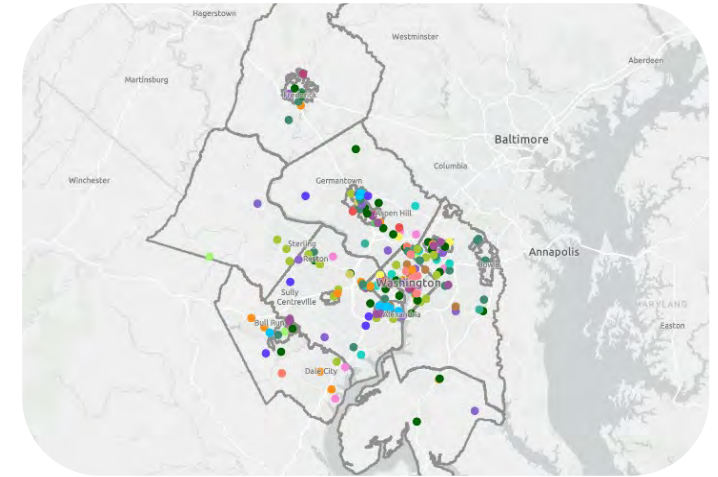 Hagerstown
Westminster
Aberdeen
Martinsburg
Frederick
Baltimore
Columbia
Winchester
Germantown
Aspen Hill
Sterling
Reston
Annapolis
Washington
Sully
Centreville
MARYLAND
Alexandria
Bull Run
Easton
Dale City